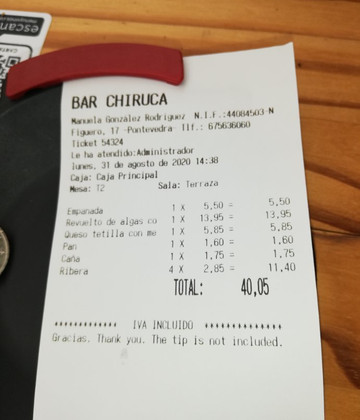 escan
BAR CHIRUCA
Manuela González Rodriguez N.I.F.:44084503-N
Figuero, 17 -Pontevedra- Tlf.: 675636060
Ticket 54324
Le ha atendido:Administrador
lunes, 31 de agosto de 2020 14:38
Caja: Caja Principal
Mesa: T2 Sala: Terraza
Empanada 1 X 5,50 = 5,50
Revuelto de algas co 1 X 13,95 = 13,95
Queso tetilla con me 1 X 5,85 = 5,85
Pan 1 X 1,60 = 1,60
Caña 1 X 1,75 = 1,75
Ribera 4 X 2,85 = 11,40
TOTAL: 40,05
************ IVA INCLUIDO ***************
Gracias. Thank you. The tip is not included.